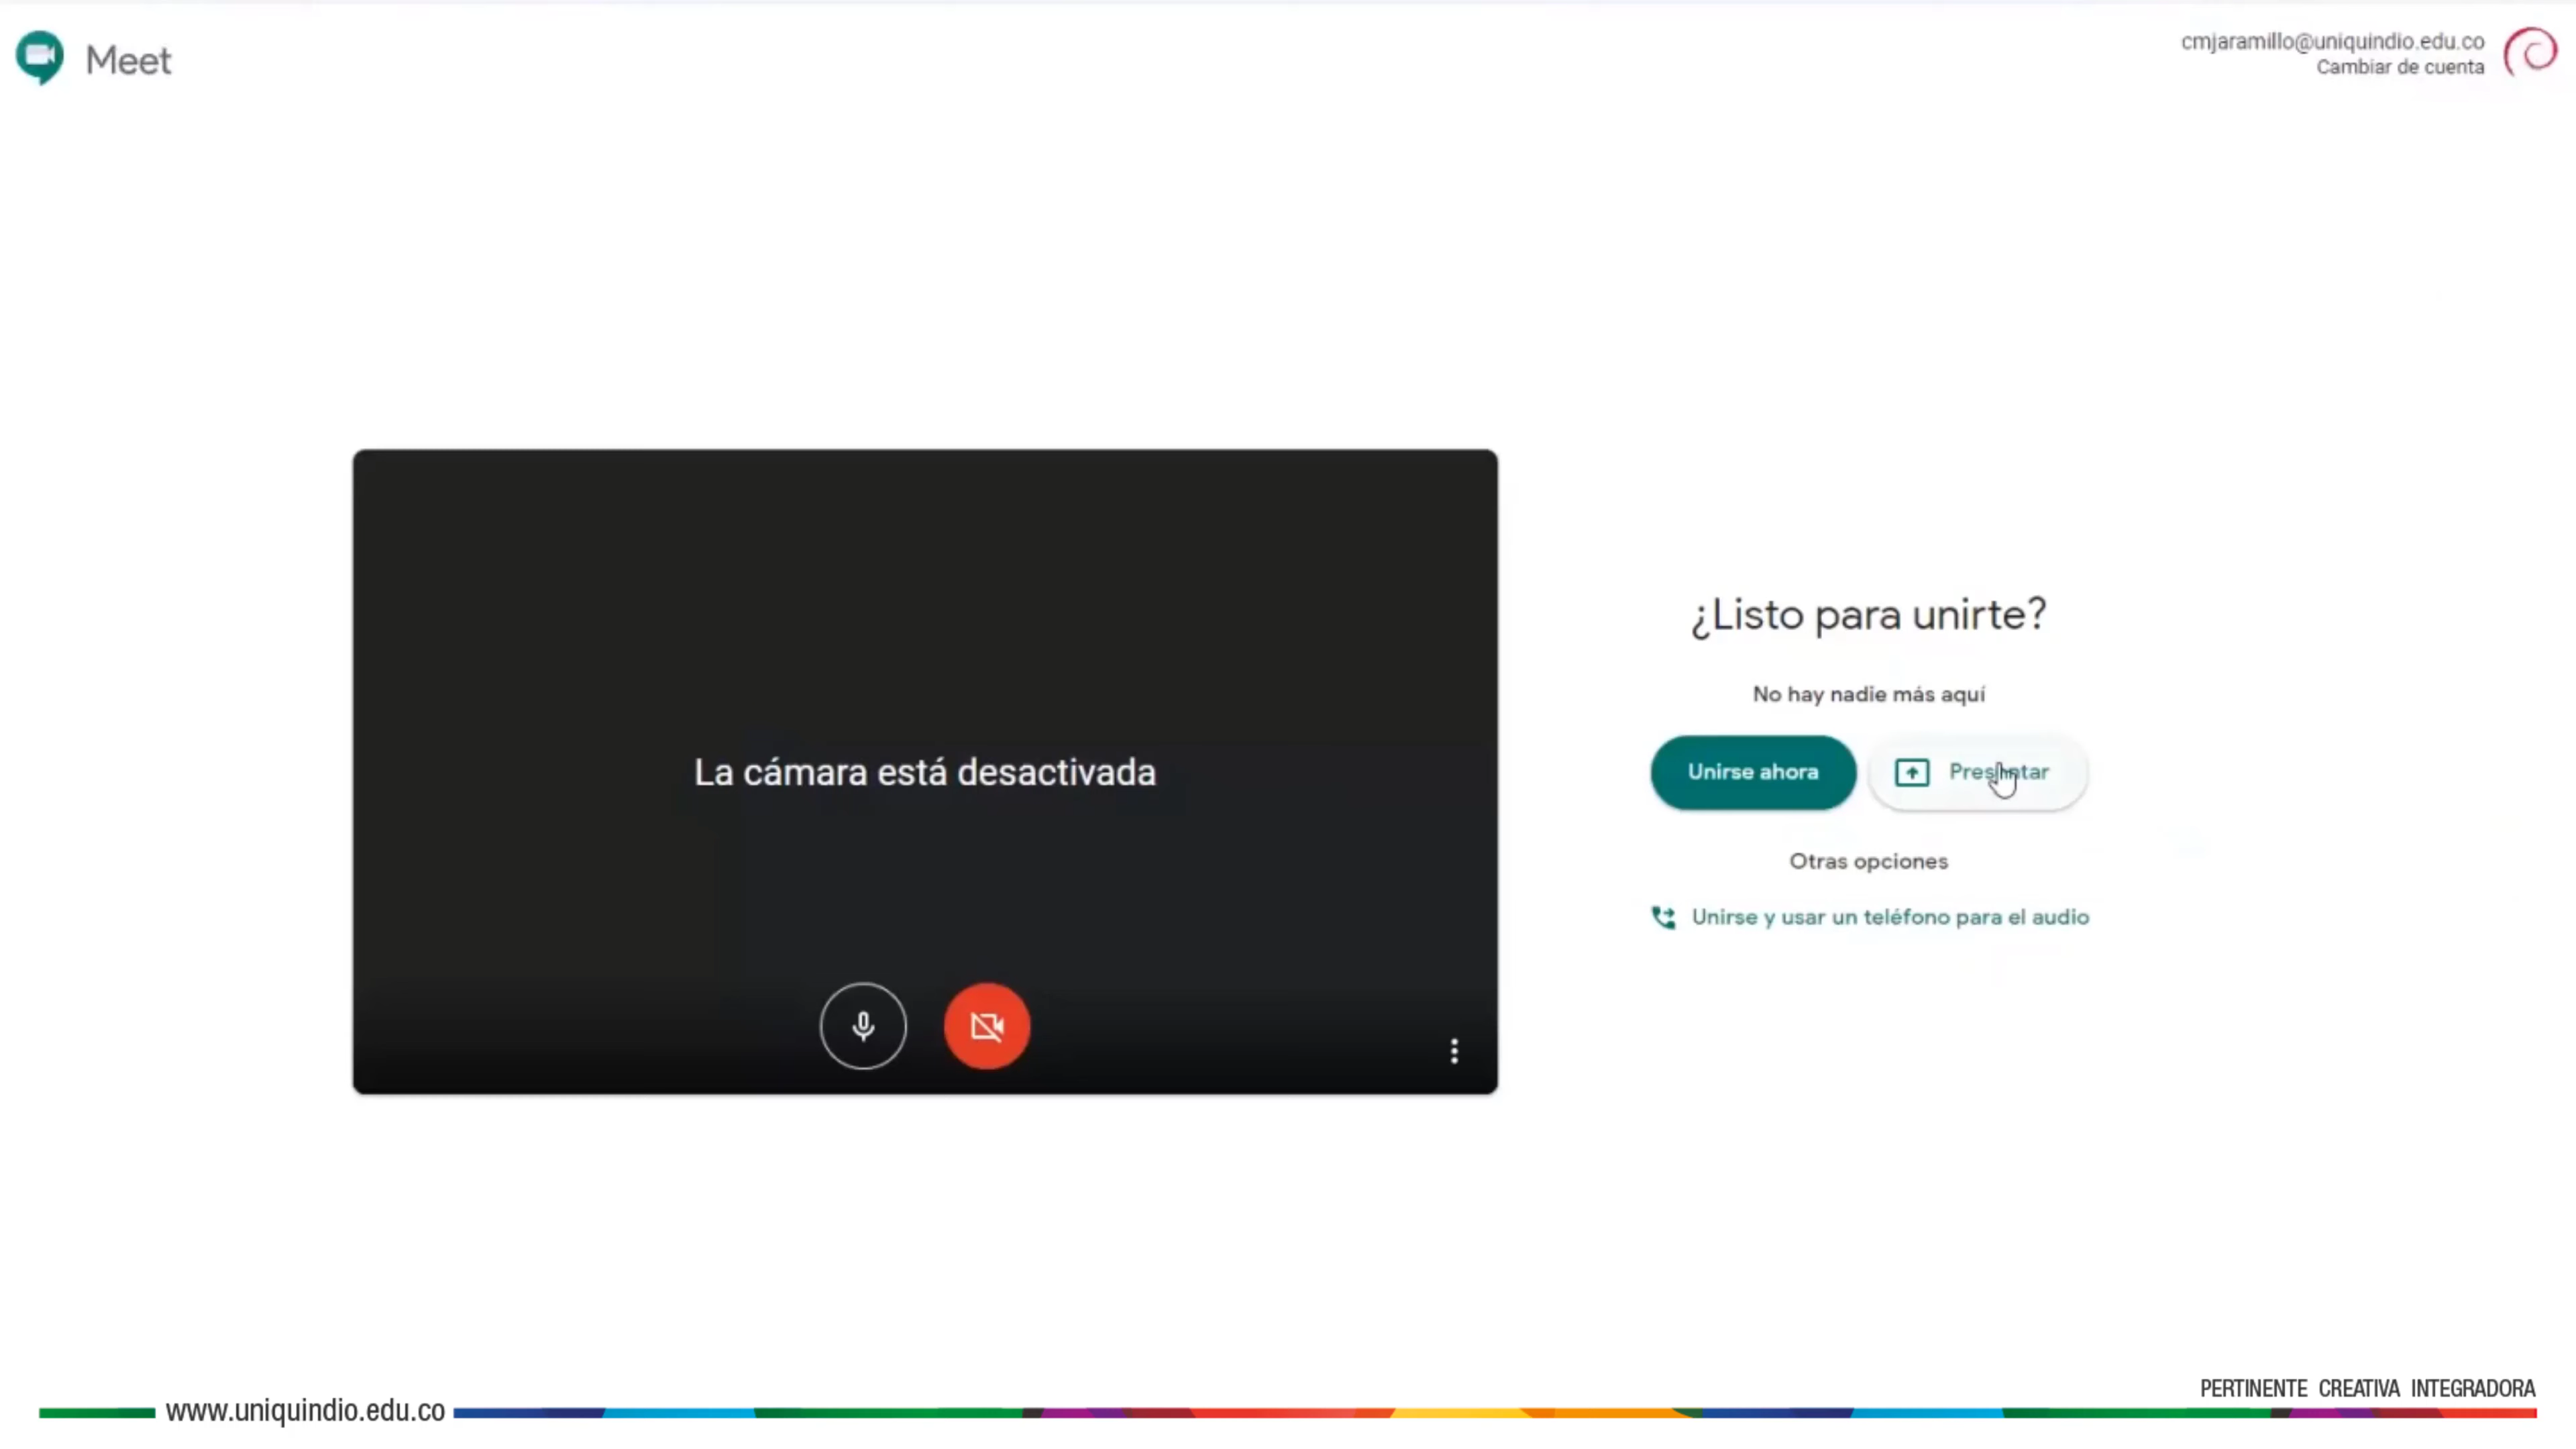 Meet
cmjaramillo@uniquindio.edu.co
Cambiar de cuenta
La cámara está desactivada
¿Listo para unirte?
No hay nadie más aquí
Unirse ahora
Presentar
Otras opciones
Unirse y usar un teléfono para el audio
PERTINENTE CREATIVA INTEGRADORA
www.uniquindio.edu.co